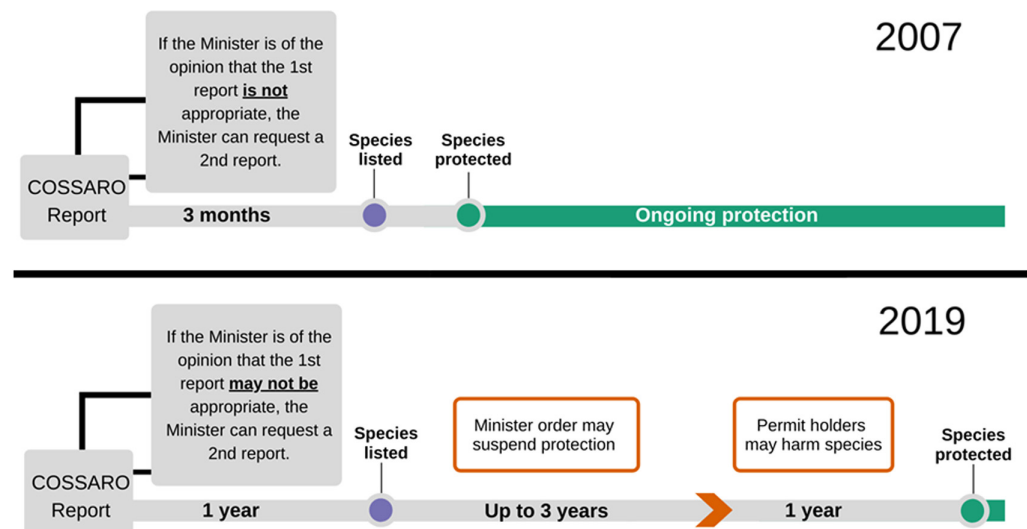 2007
If the Minister is of the
opinion that the 1st
report is not
appropriate, the
Minister can request a
2nd report.
Species
listed
Species
protected
COSSARO
Report
3 months
Ongoing protection
2019
If the Minister is of the
opinion that the 1st
report may not be
appropriate, the
Minister can request a
2nd report.
Species
listed
Minister order may
suspend protection
Permit holders
may harm species
Species
protected
COSSARO
Report
1 year
Up to 3 years
1 year